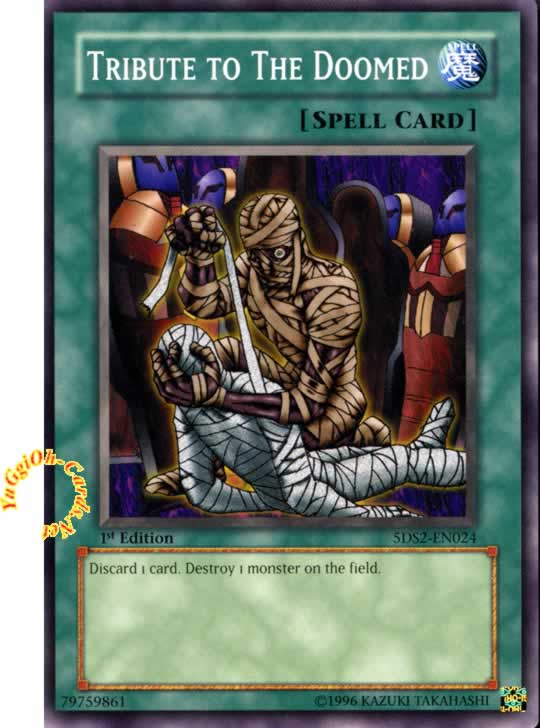 TRIBUTE TO THE DOOMED
SPELL
魔
[SPELL CARD]
YuGgiOh-Cards.Net
1st Edition
5DS2-EN024
Discard 1 card. Destroy 1 monster on the field.
79759861
©1996 KAZUKI TAKAHASHI